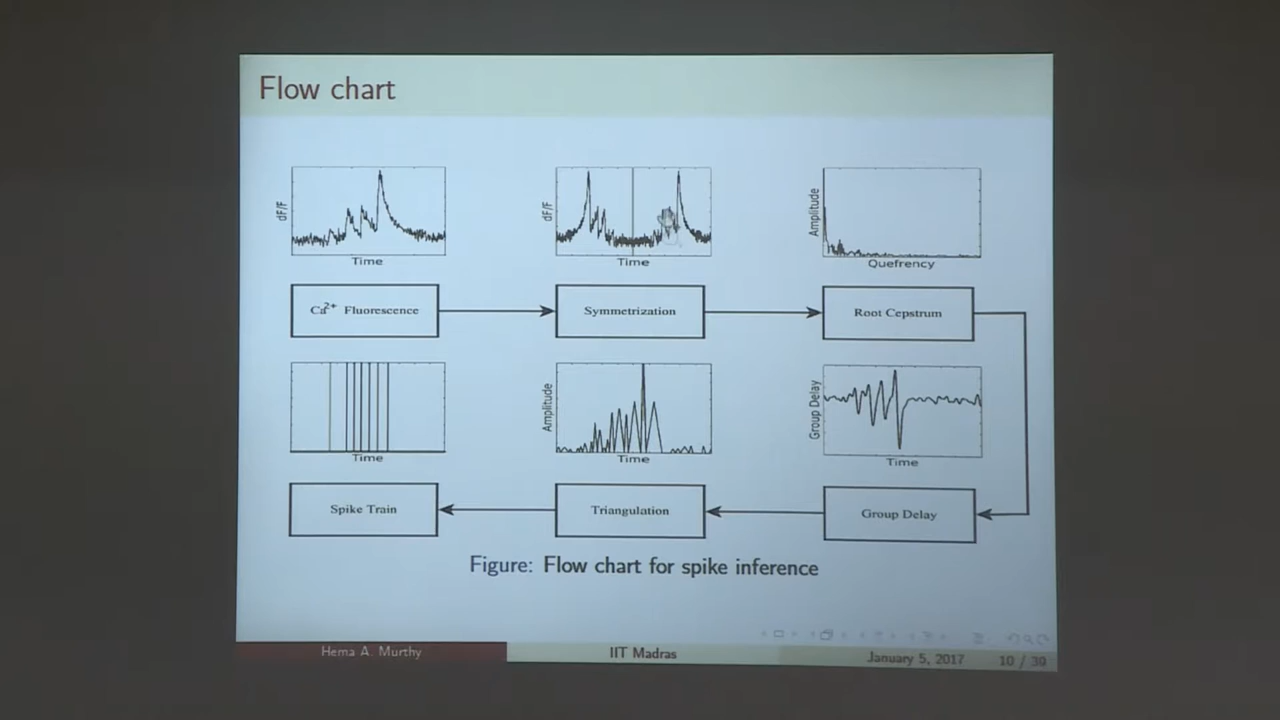 Flow chart
dF/F
Time
dF/F
Time
Amplitude
Quefrency
Ca2+ Fluorescence
Symmetrization
Root Cepstrum
Time
Amplitude
Time
Group Delay
Time
Spike Train
Triangulation
Group Delay
Figure: Flow chart for spike inference
Hema A. Murthy
IIT Madras
January 5, 2017
10 / 39